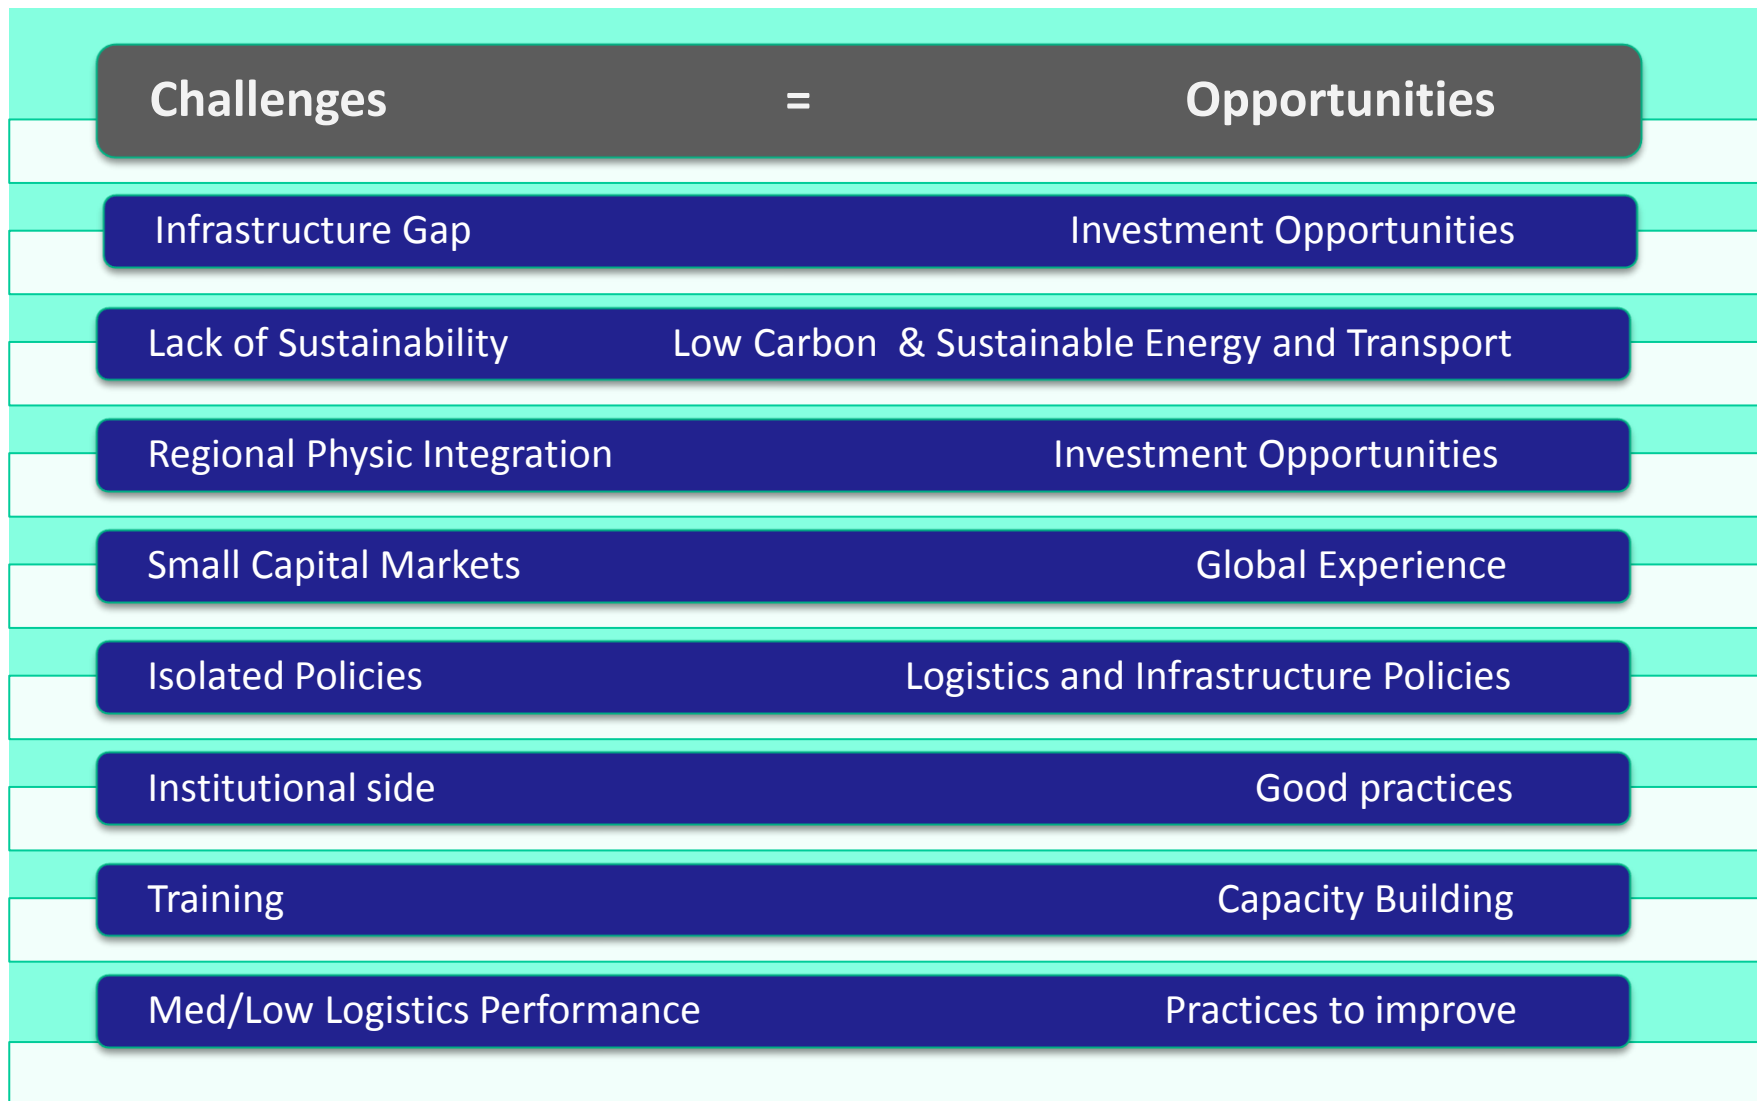 Challenges = Opportunities
Infrastructure Gap Investment Opportunities
Lack of Sustainability Low Carbon & Sustainable Energy and Transport
Regional Physic Integration Investment Opportunities
Small Capital Markets Global Experience
Isolated Policies Logistics and Infrastructure Policies
Institutional side Good practices
Training Capacity Building
Med/Low Logistics Performance Practices to improve